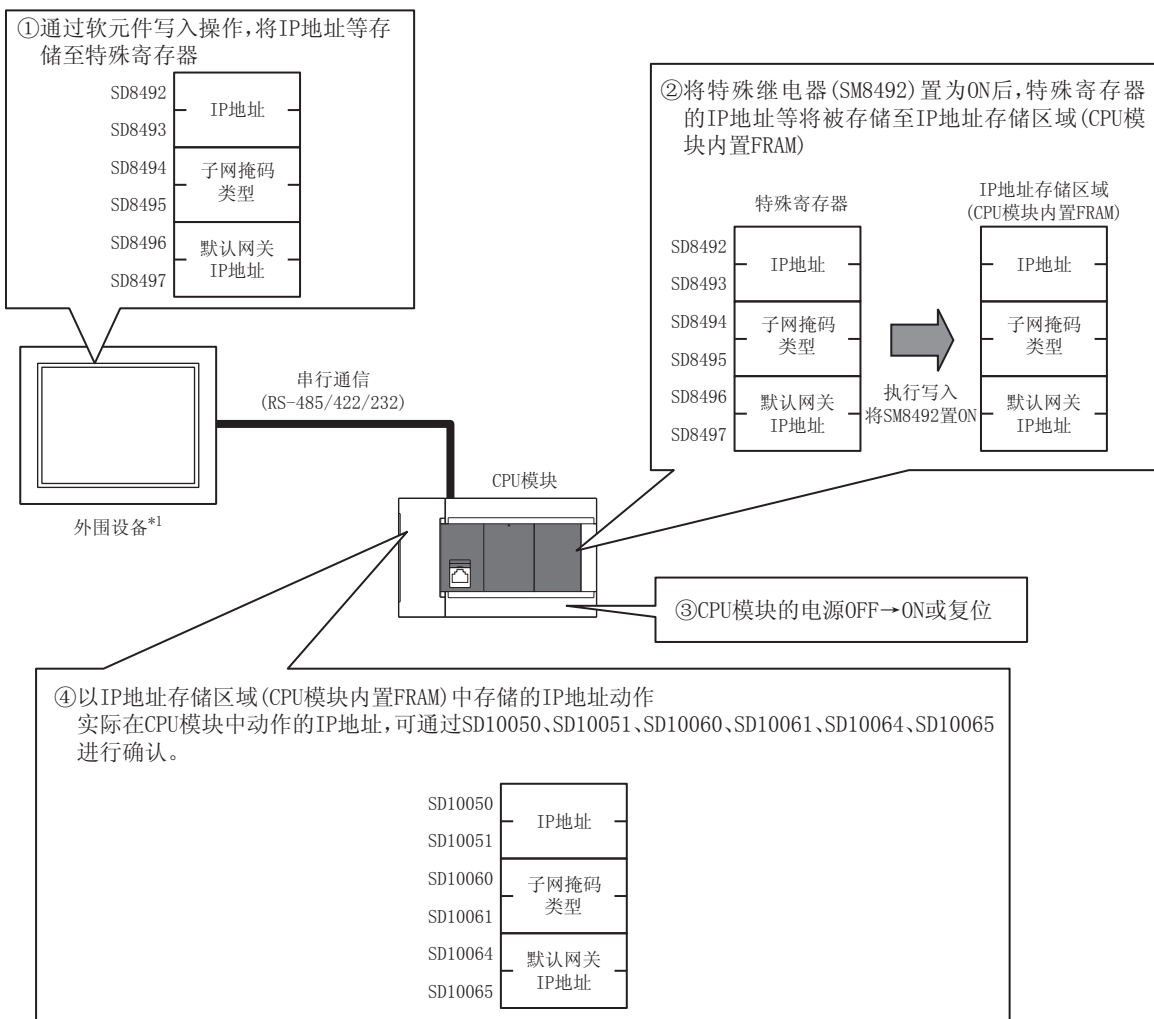 ①通过软元件写入操作,将IP地址等存
储至特殊寄存器
SD8492
IP地址
SD8493
SD8494
子网掩码
类型
SD8495
SD8496
默认网关
IP地址
SD8497
②将特殊继电器(SM8492)置为ON后,特殊寄存器
的IP地址等将被存储至IP地址存储区域(CPU模
块内置FRAM)
特殊寄存器
IP地址存储区域
(CPU模块内置FRAM)
SD8492
IP地址
IP地址
SD8493
SD8494
子网掩码
类型
子网掩码
类型
SD8495
SD8496
默认网关
IP地址
默认网关
IP地址
SD8497
执行写入
将SM8492置ON
串行通信
(RS-485/422/232)
CPU模块
外围设备*1
③CPU模块的电源OFF→ON或复位
④以IP地址存储区域(CPU模块内置FRAM)中存储的IP地址动作
实际在CPU模块中动作的IP地址,可通过SD10050、SD10051、SD10060、SD10061、SD10064、SD10065
进行确认。
SD10050
IP地址
SD10051
SD10060
子网掩码
类型
SD10061
SD10064
默认网关
IP地址
SD10065